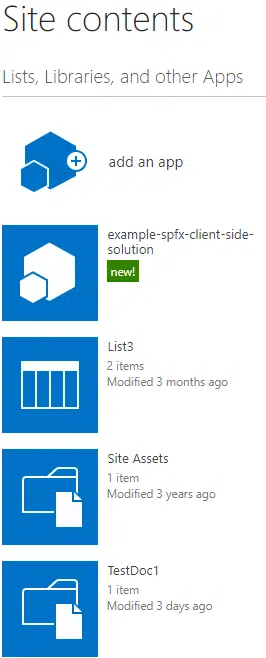 Site contents
Lists, Libraries, and other Apps
add an app
example-spfx-client-side-
solution
new!
List3
2 items
Modified 3 months ago
Site Assets
1 item
Modified 3 years ago
TestDoc1
1 item
Modified 3 days ago